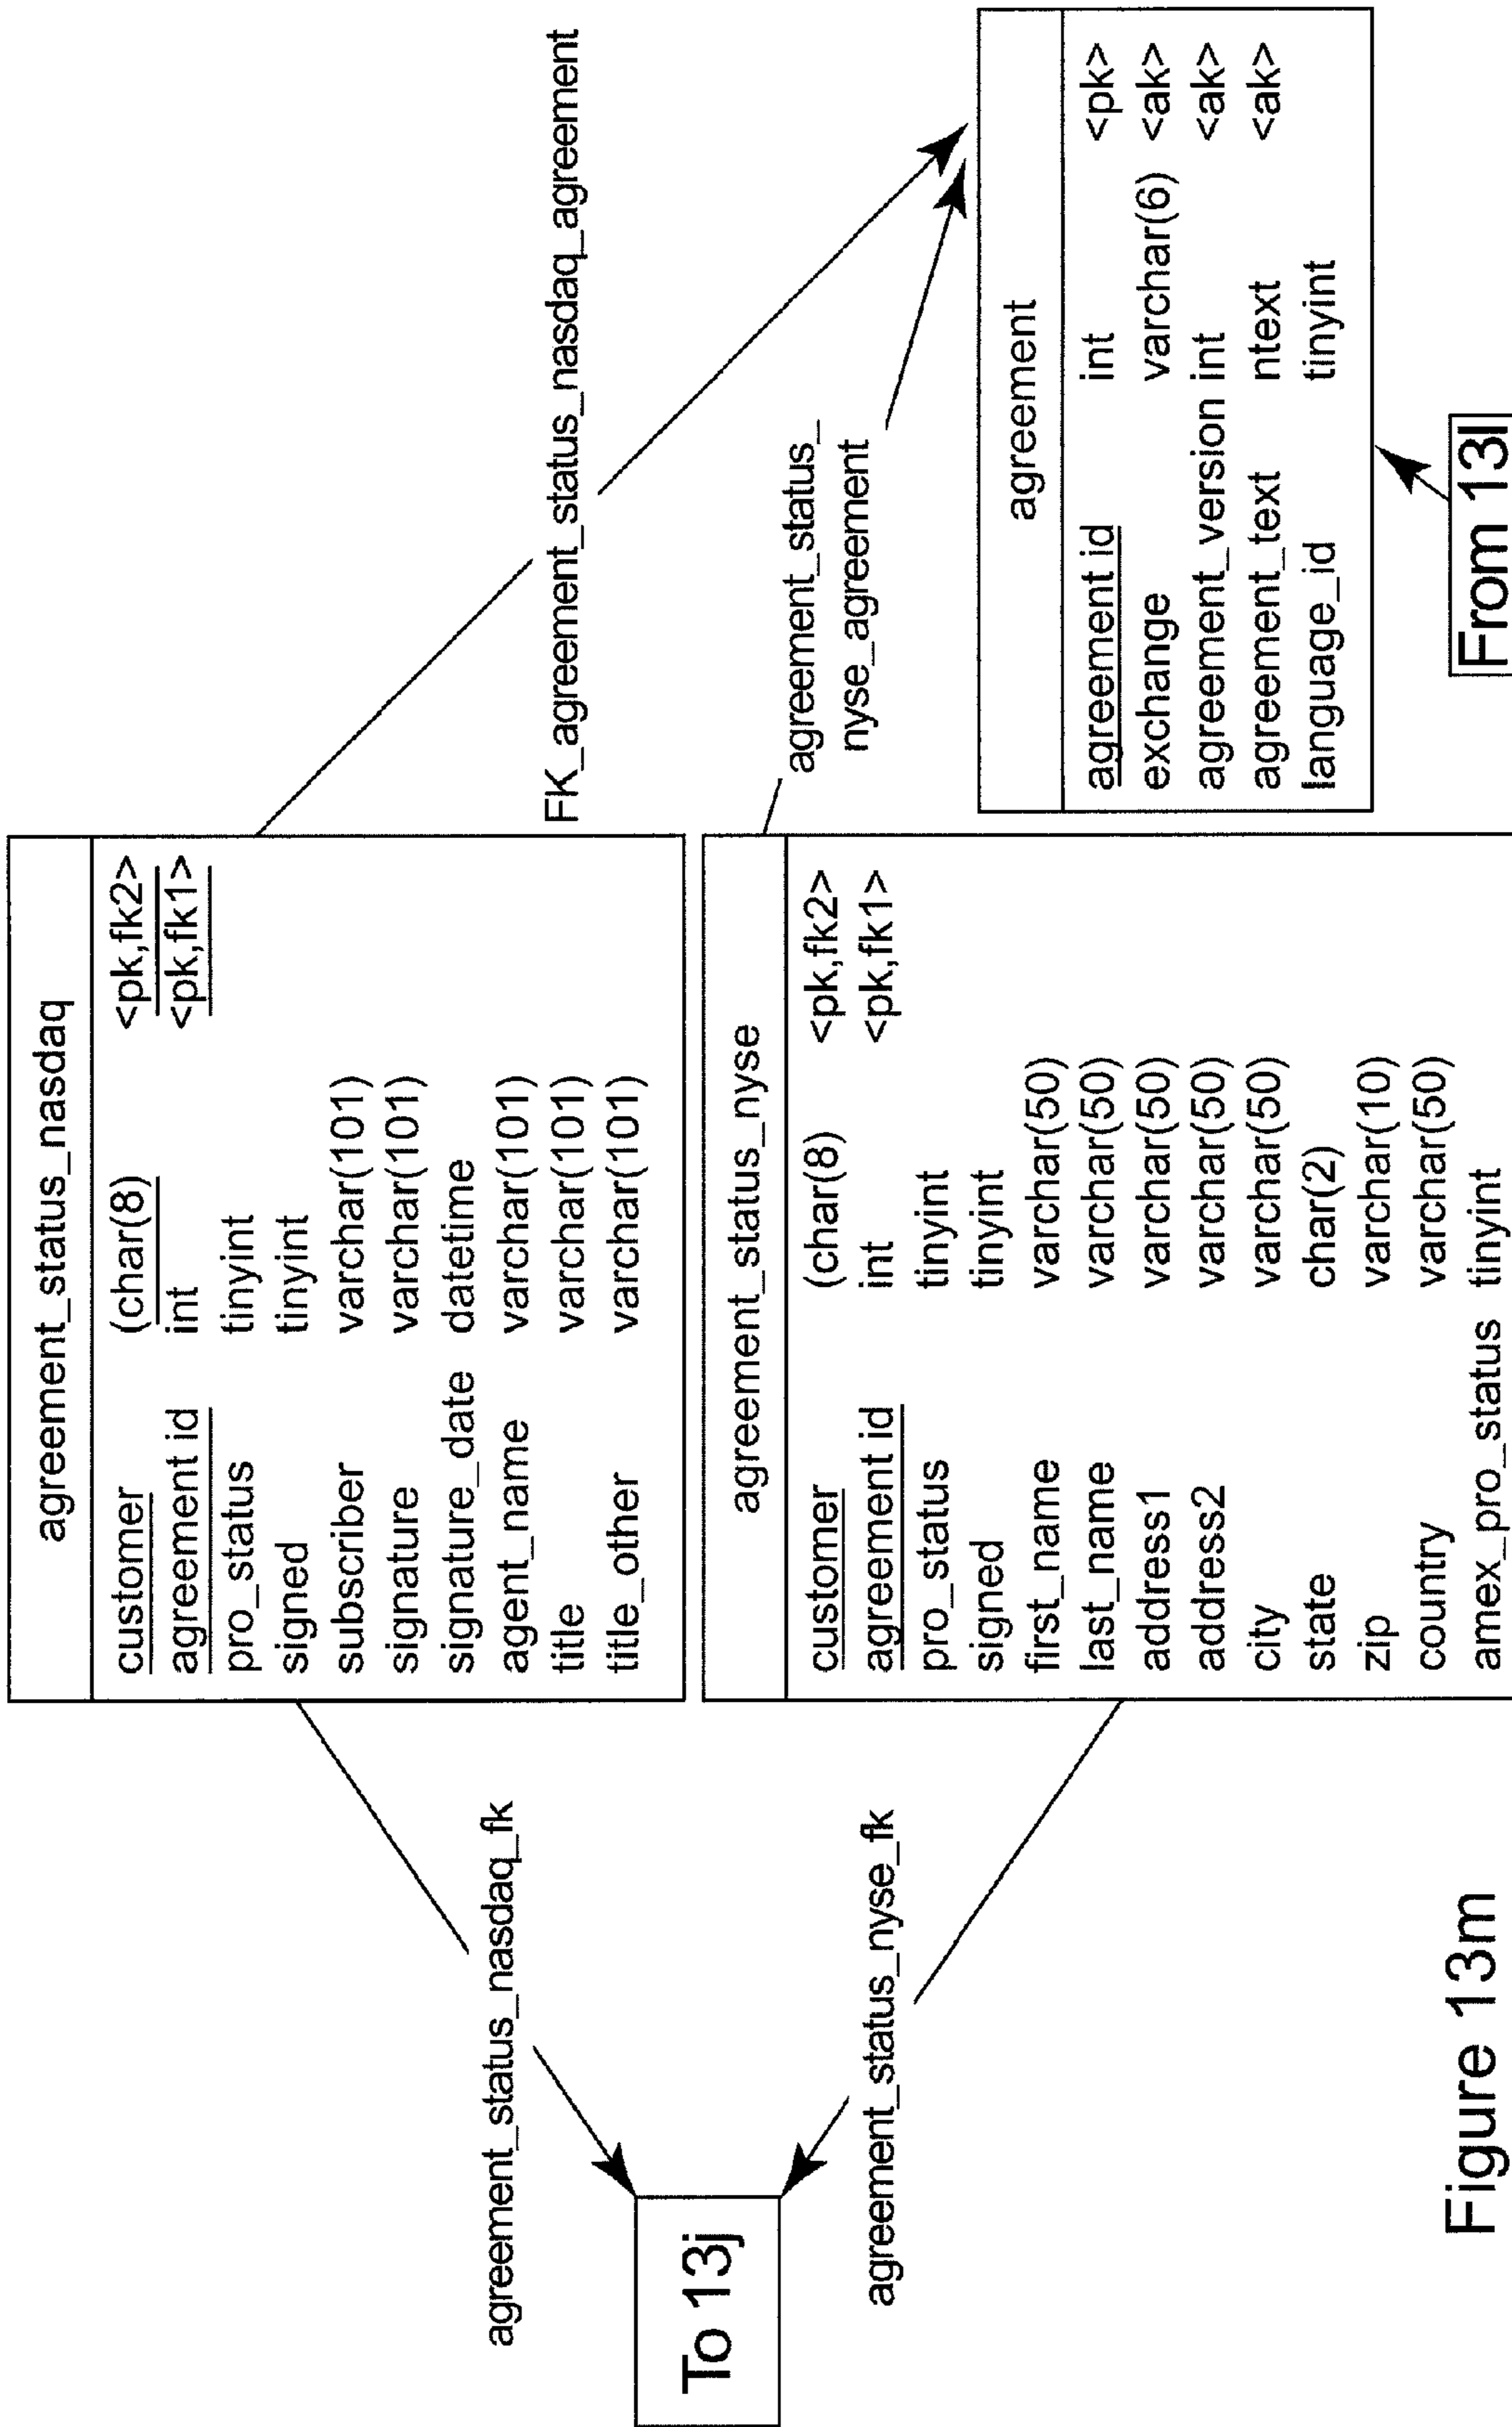 agreement_status_nasdaq
customer (char(8) <pk,fk2>
agreement id int <pk,fk1>
pro_status tinyint
signed tinyint
subscriber varchar(101)
signature varchar(101)
signature_date datetime
agent_name varchar(101)
title varchar(101)
title_other varchar(101)
agreement_status_nasdaq_fk
FK_agreement_status_nasdaq_agreement
To 13j
agreement_status_nyse
customer (char(8) <pk,fk2>
agreement id int <pk,fk1>
pro_status tinyint
signed tinyint
first_name varchar(50)
last_name varchar(50)
address1 varchar(50)
address2 varchar(50)
city varchar(50)
state char(2)
zip varchar(10)
country varchar(50)
amex_pro_status tinyint
agreement_status_nyse_fk
agreement_status_
nyse_agreement
agreement
agreement id int <pk>
exchange varchar(6) <ak>
agreement_version int <ak>
agreement_text ntext <ak>
language_id tinyint
From 13l
Figure 13m